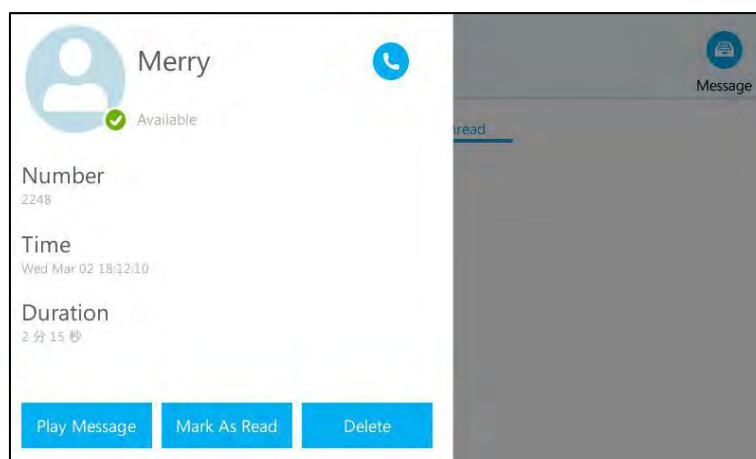 Merry
Available
Message
Number
2248
Time
Wed Mar 02 18:12:10
Duration
2 分 15 秒
Play Message
Mark As Read
Delete